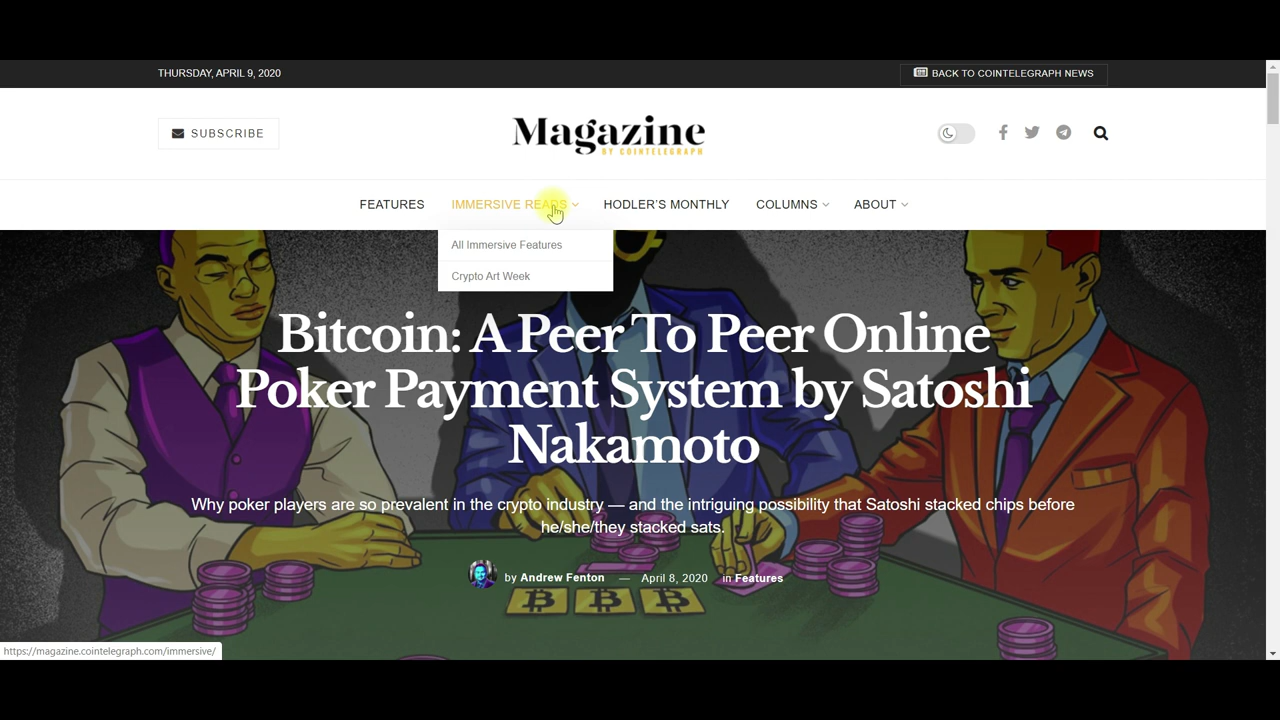 THURSDAY, APRIL 9, 2020
BACK TO COINTELEGRAPH NEWS
SUBSCRIBE
Magazine
BY COINTELEGRAPH
FEATURES
IMMERSIVE READS
HODLER'S MONTHLY
COLUMNS
ABOUT
All Immersive Features
Crypto Art Week
Bitcoin: A Peer To Peer Online
Poker Payment System by Satoshi
Nakamoto
Why poker players are so prevalent in the crypto industry — and the intriguing possibility that Satoshi stacked chips before
he/she/they stacked sats.
by Andrew Fenton — April 8, 2020 in Features
https://magazine.cointelegraph.com/immersive/